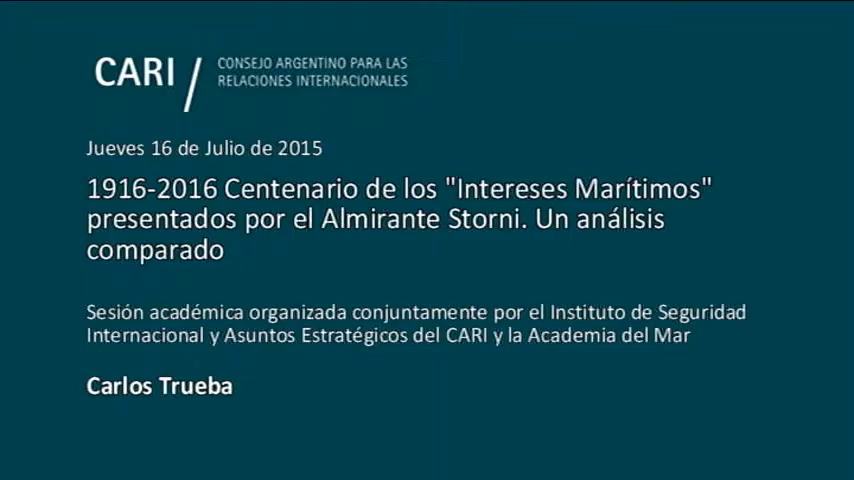 CARI /
CONSEJO ARGENTINO PARA LAS
RELACIONES INTERNACIONALES
Jueves 16 de Julio de 2015
1916-2016 Centenario de los "Intereses Marítimos"
presentados por el Almirante Storni. Un análisis
comparado
Sesión académica organizada conjuntamente por el Instituto de Seguridad
Internacional y Asuntos Estratégicos del CARI y la Academia del Mar
Carlos Trueba